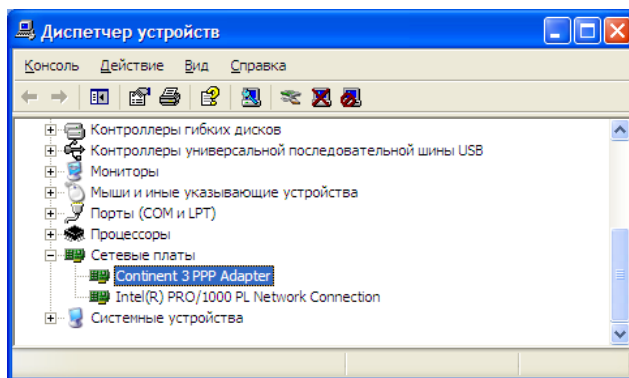 Диспетчер устройств
Консоль Действие Вид Справка
Контроллеры гибких дисков
Контроллеры универсальной последовательной шины USB
Мониторы
Мыши и иные указывающие устройства
Порты (COM и LPT)
Процессоры
Сетевые платы
Continent 3 PPP Adapter
Intel(R) PRO/1000 PL Network Connection
Системные устройства